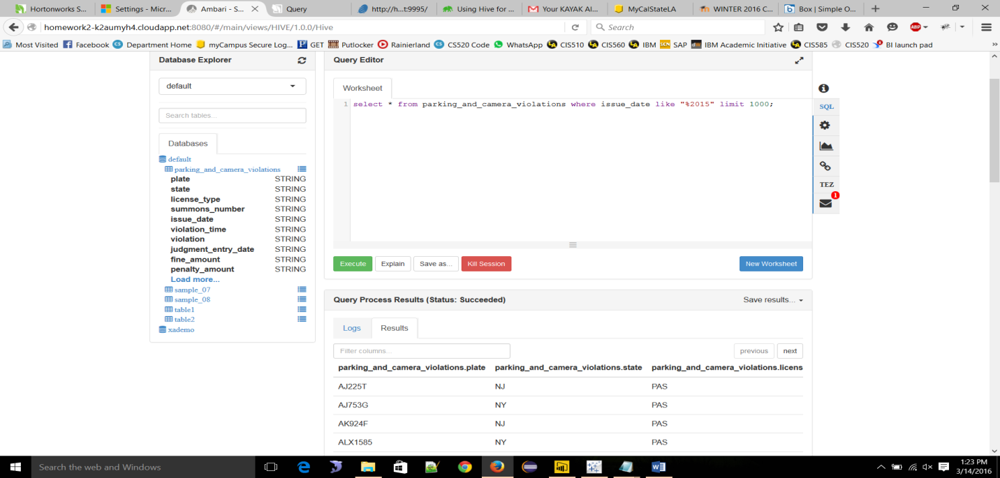 Hortonworks S...
Settings - Micr...
Ambari - S...
Query
http://h...t:9995/
Using Hive for ...
Your KAYAK Al...
MyCalStateLA
WINTER 2016 C...
Box | Simple O...
homework2-k2aumyh4.cloudapp.net:8080/#/main/views/HIVE/1.0.0/Hive
Search
ABP
Most Visited
Facebook
Department Home
myCampus Secure Log...
GET
Putlocker
Rainierland
CS520 Code
WhatsApp
CIS510
CIS560
IBM
SAP
IBM Academic Initiative
CIS585
CIS520
BI launch pad
Database Explorer
default
Search tables...
Databases
default
parking_and_camera_violations
plate STRING
state STRING
license_type STRING
summons_number STRING
issue_date STRING
violation_time STRING
violation STRING
judgment_entry_date STRING
fine_amount STRING
penalty_amount STRING
Load more...
sample_07
sample_08
table1
table2
xademo
Query Editor
Worksheet
1 select * from parking_and_camera_violations where issue_date like "%2015" limit 1000;
SQL
TEZ
1
Execute
Explain
Save as...
Kill Session
New Worksheet
Query Process Results (Status: Succeeded)
Save results...
Logs
Results
Filter columns...
previous
next
parking_and_camera_violations.plate parking_and_camera_violations.state parking_and_camera_violations.licens
AJ225T NJ PAS
AJ753G NY PAS
AK924F NJ PAS
ALX1585 NY PAS
Search the web and Windows
1:23 PM
3/14/2016